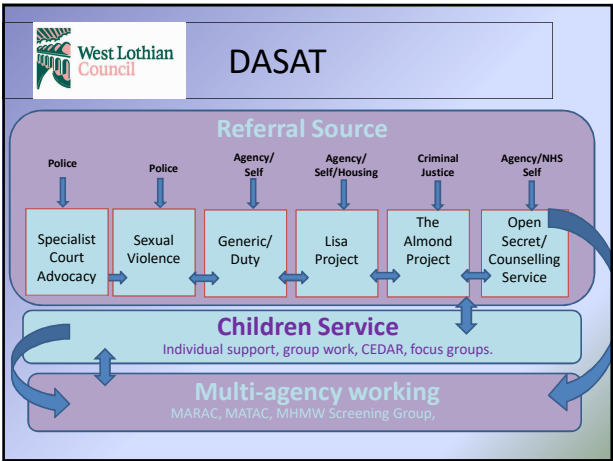 West Lothian
Council
DASAT
Referral Source
Police
Police
Agency/
Self
Agency/
Self/Housing
Criminal
Justice
Agency/NHS
Self
Specialist
Court
Advocacy
Sexual
Violence
Generic/
Duty
Lisa
Project
The
Almond
Project
Open
Secret/
Counselling
Service
Children Service
Individual support, group work, CEDAR, focus groups.
Multi-agency working
MARAC, MATAC, MHMW Screening Group,